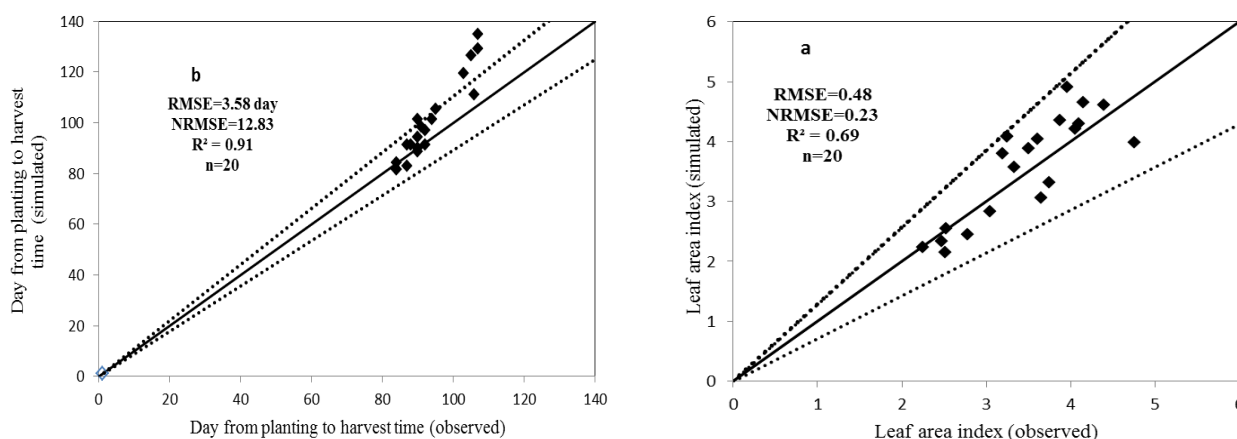 Day from planting to harvest
time (simulated)
140
120
100
80
60
40
20
0
b
RMSE=3.58 day
NRMSE=12.83
R² = 0.91
n=20
0 20 40 60 80 100 120 140
Day from planting to harvest time (observed)
Leaf area index (simulated)
6
5
4
3
2
1
0
a
RMSE=0.48
NRMSE=0.23
R² = 0.69
n=20
0 1 2 3 4 5 6
Leaf area index (observed)